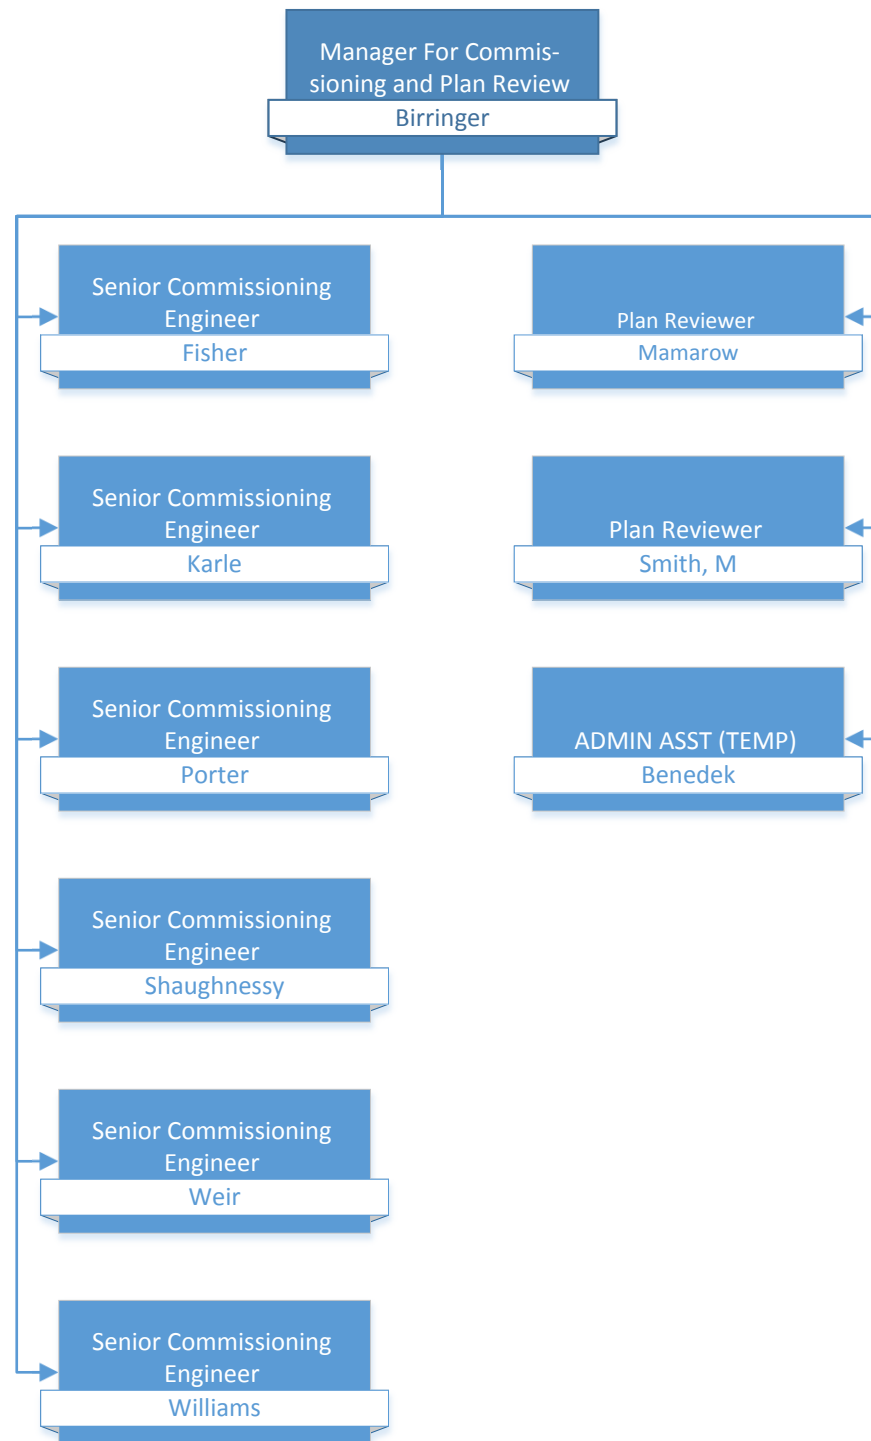 Manager For Commis-
sioning and Plan Review
Birringer
Senior Commissioning
Engineer
Fisher
Plan Reviewer
Mamarow
Senior Commissioning
Engineer
Karle
Plan Reviewer
Smith, M
Senior Commissioning
Engineer
Porter
ADMIN ASST (TEMP)
Benedek
Senior Commissioning
Engineer
Shaughnessy
Senior Commissioning
Engineer
Weir
Senior Commissioning
Engineer
Williams